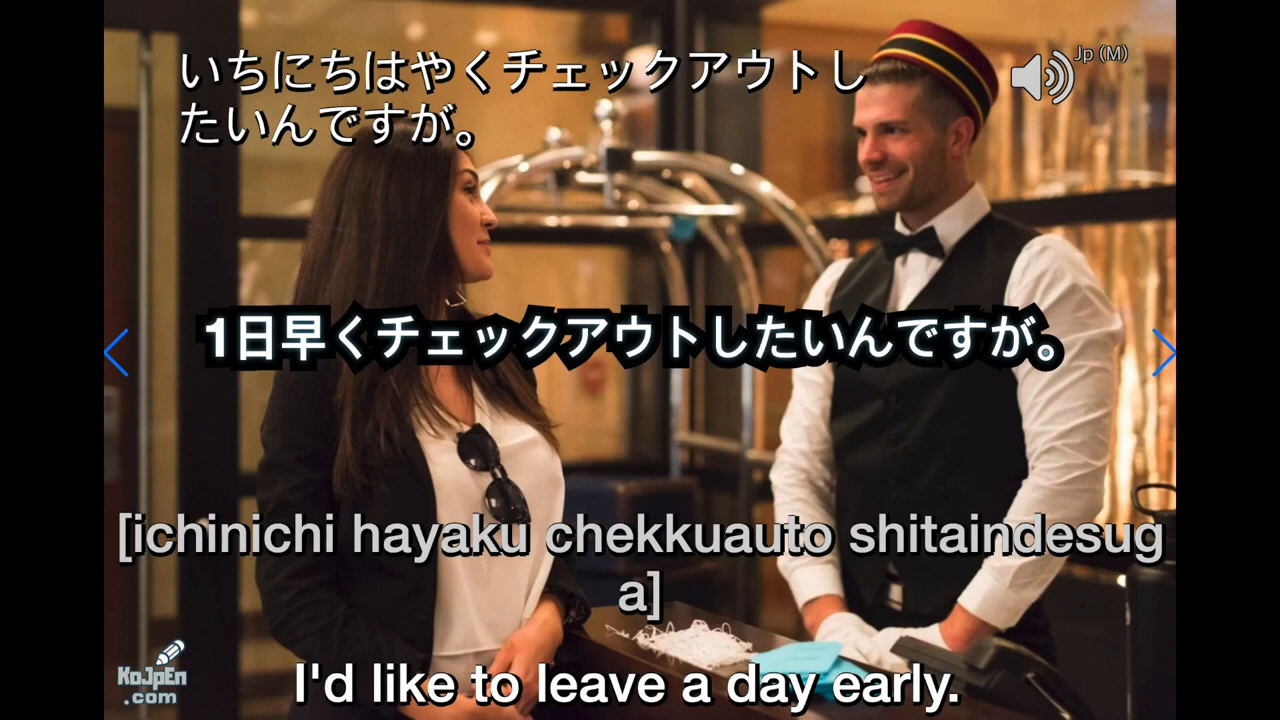 いちにちはやくチェックアウトし
たいんですが。
Jp (M)
1日早くチェックアウトしたいんですが。
[ichinichi hayaku chekkuauto shitaindesug
a]
I'd like to leave a day early.
KoJpEn
.com